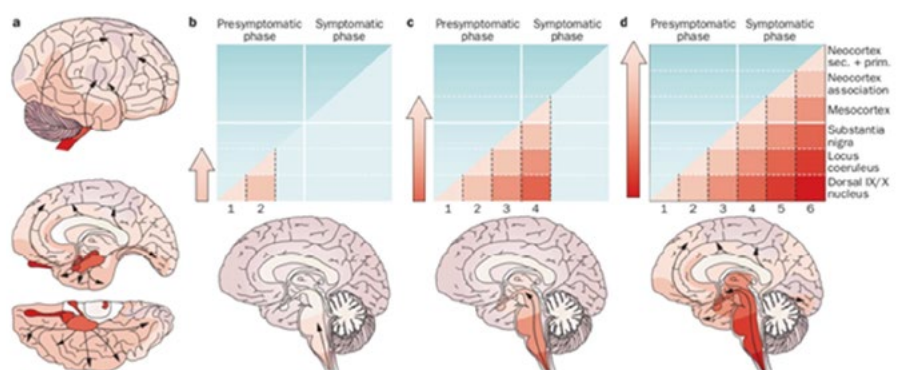 a
b
Presymptomatic
phase
Symptomatic
phase
1 2
c
Presymptomatic
phase
Symptomatic
phase
1 2 3 4
d
Presymptomatic
phase
Symptomatic
phase
Neocortex
sec. + prim.
Neocortex
association
Mesocortex
Substantia
nigra
Locus
coeruleus
Dorsal IX/X
nucleus
1 2 3 4 5 6